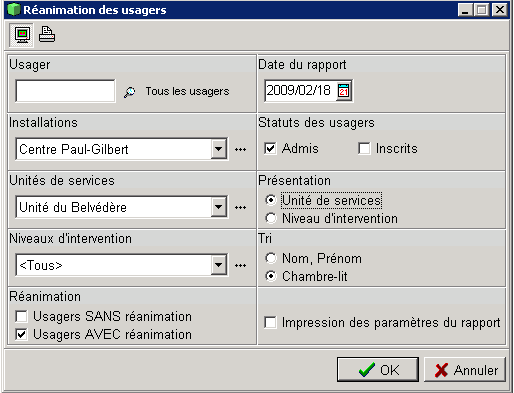 Réanimation des usagers
Usager
Tous les usagers
Date du rapport
2009/02/18
21
Installations
Centre Paul-Gilbert
...
Statuts des usagers
Admis
Inscrits
Unités de services
Unité du Belvédère
...
Présentation
Unité de services
Niveau d'intervention
Niveaux d'intervention
<Tous>
...
Tri
Nom, Prénom
Chambre-lit
Réanimation
Usagers SANS réanimation
Usagers AVEC réanimation
Impression des paramètres du rapport
OK
Annuler